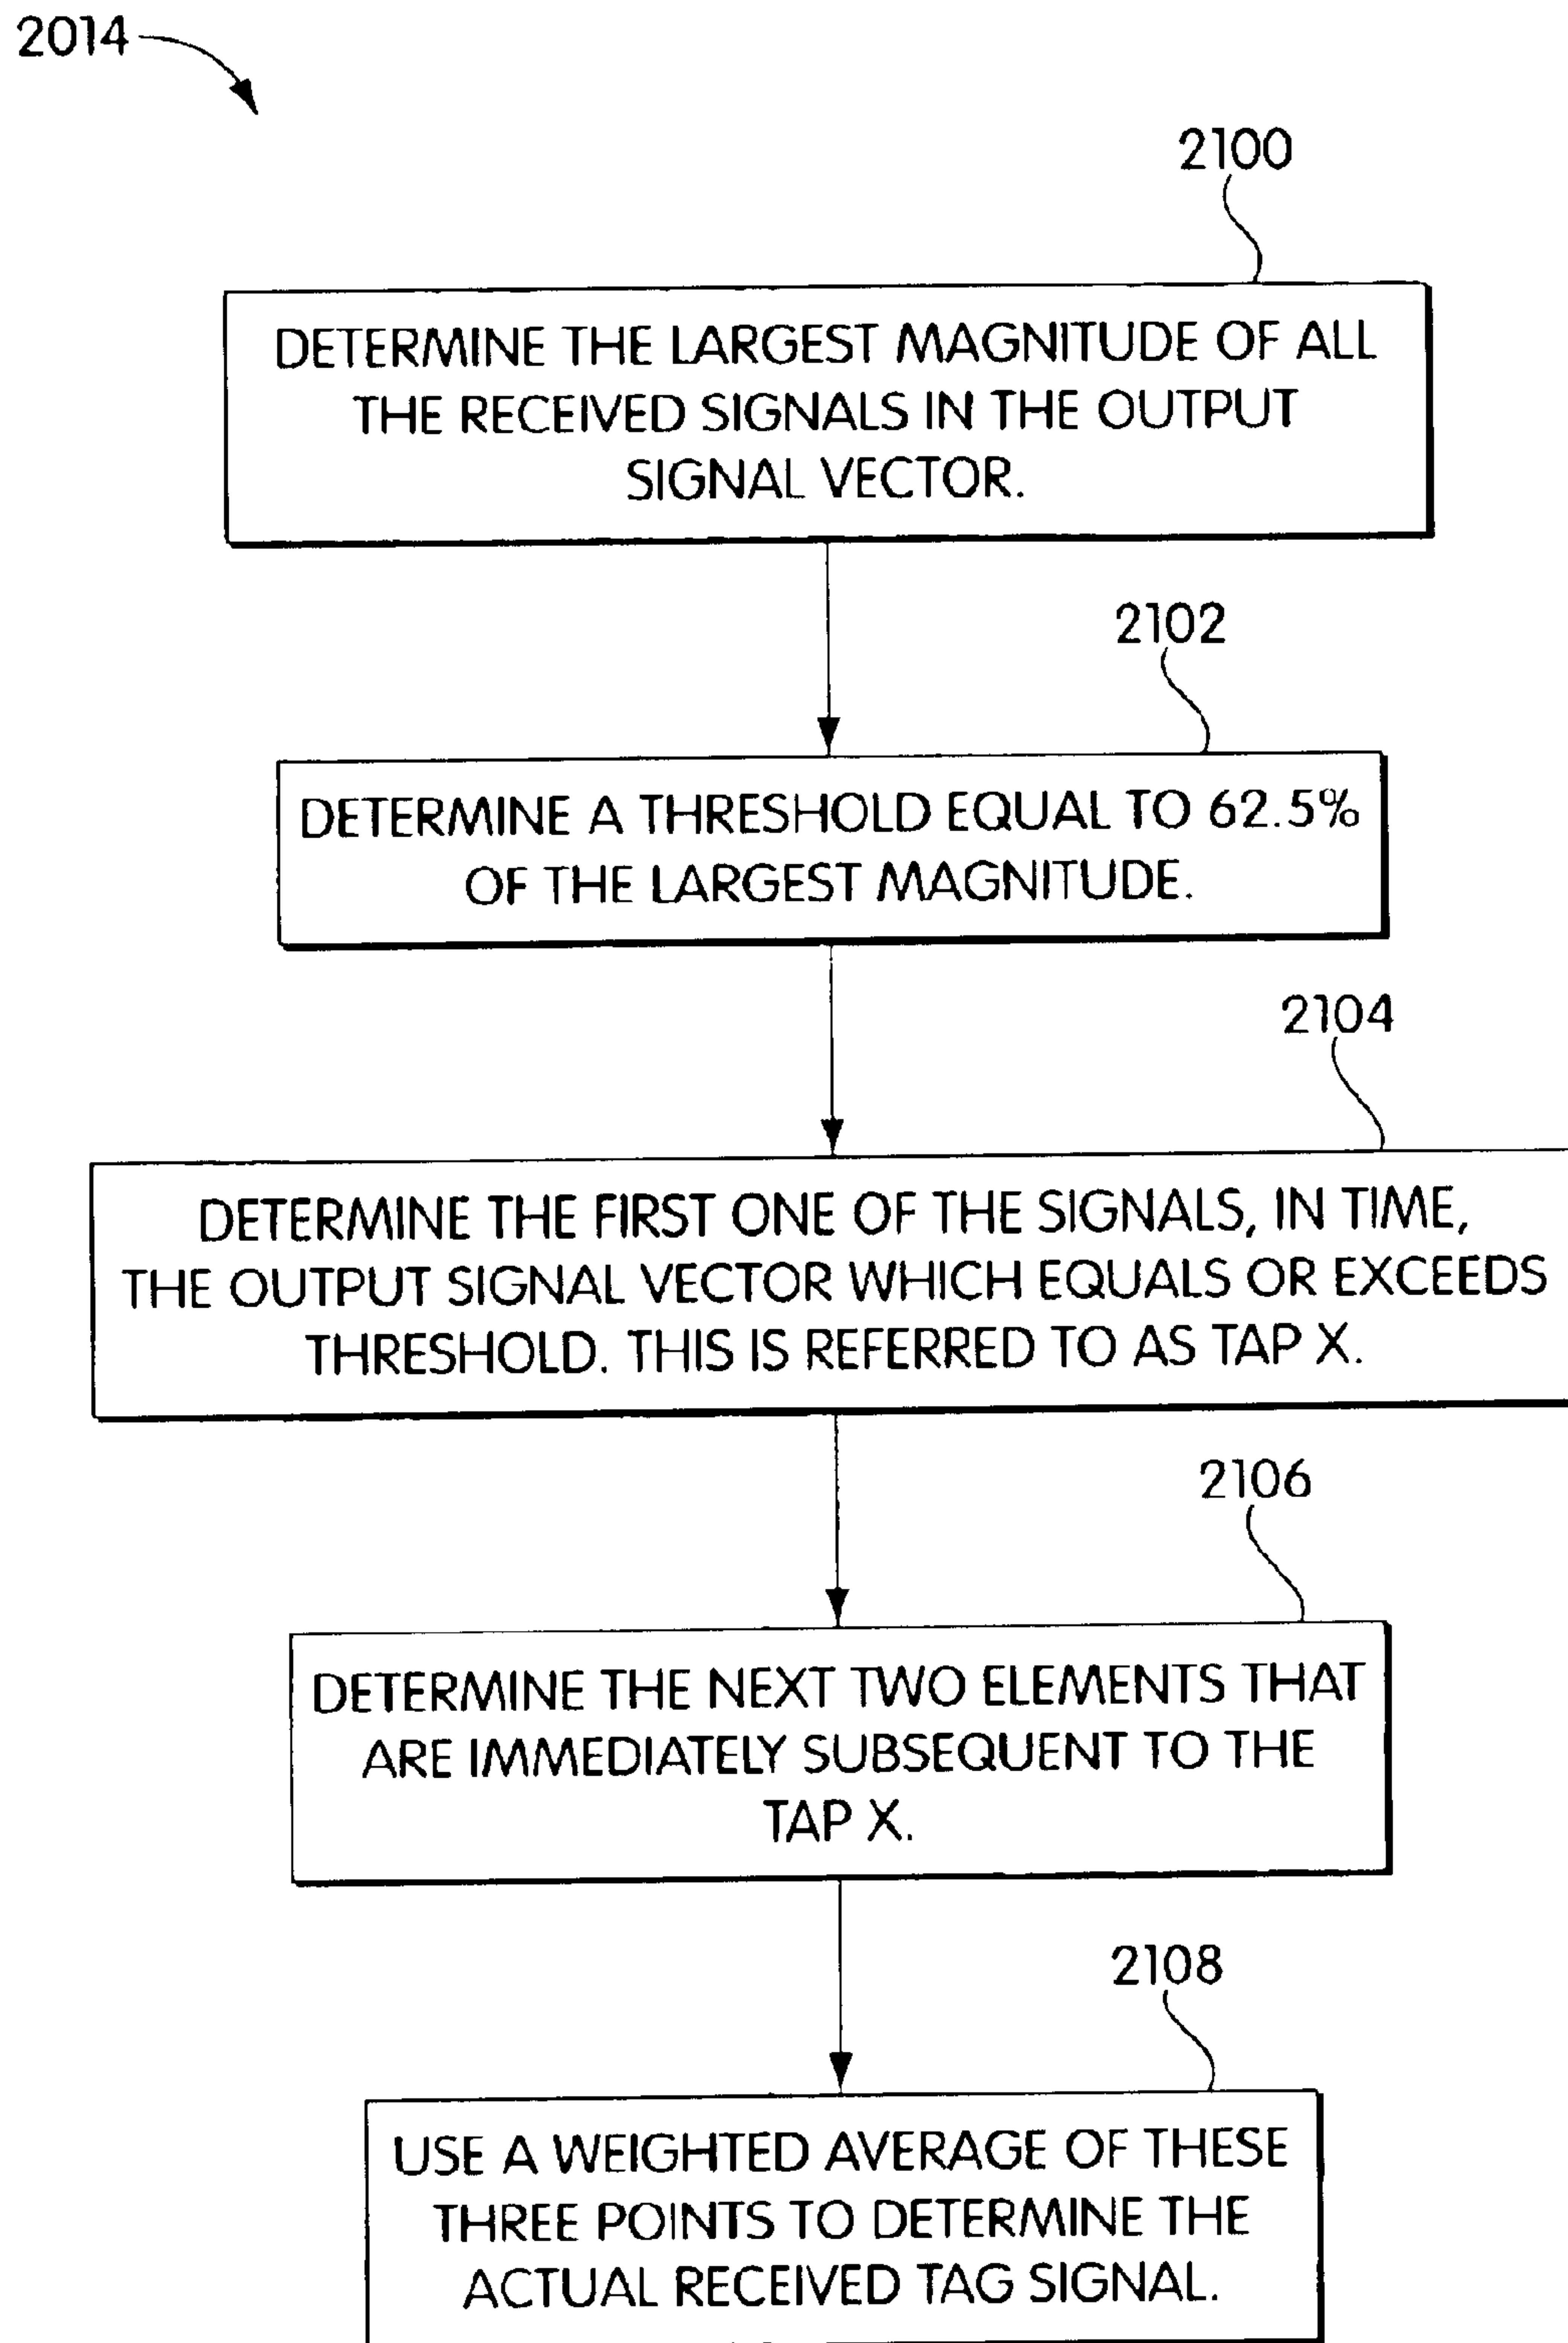 2014
2100
DETERMINE THE LARGEST MAGNITUDE OF ALL
THE RECEIVED SIGNALS IN THE OUTPUT
SIGNAL VECTOR.
2102
DETERMINE A THRESHOLD EQUAL TO 62.5%
OF THE LARGEST MAGNITUDE.
2104
DETERMINE THE FIRST ONE OF THE SIGNALS, IN TIME,
THE OUTPUT SIGNAL VECTOR WHICH EQUALS OR EXCEEDS
THRESHOLD. THIS IS REFERRED TO AS TAP X.
2106
DETERMINE THE NEXT TWO ELEMENTS THAT
ARE IMMEDIATELY SUBSEQUENT TO THE
TAP X.
2108
USE A WEIGHTED AVERAGE OF THESE
THREE POINTS TO DETERMINE THE
ACTUAL RECEIVED TAG SIGNAL.